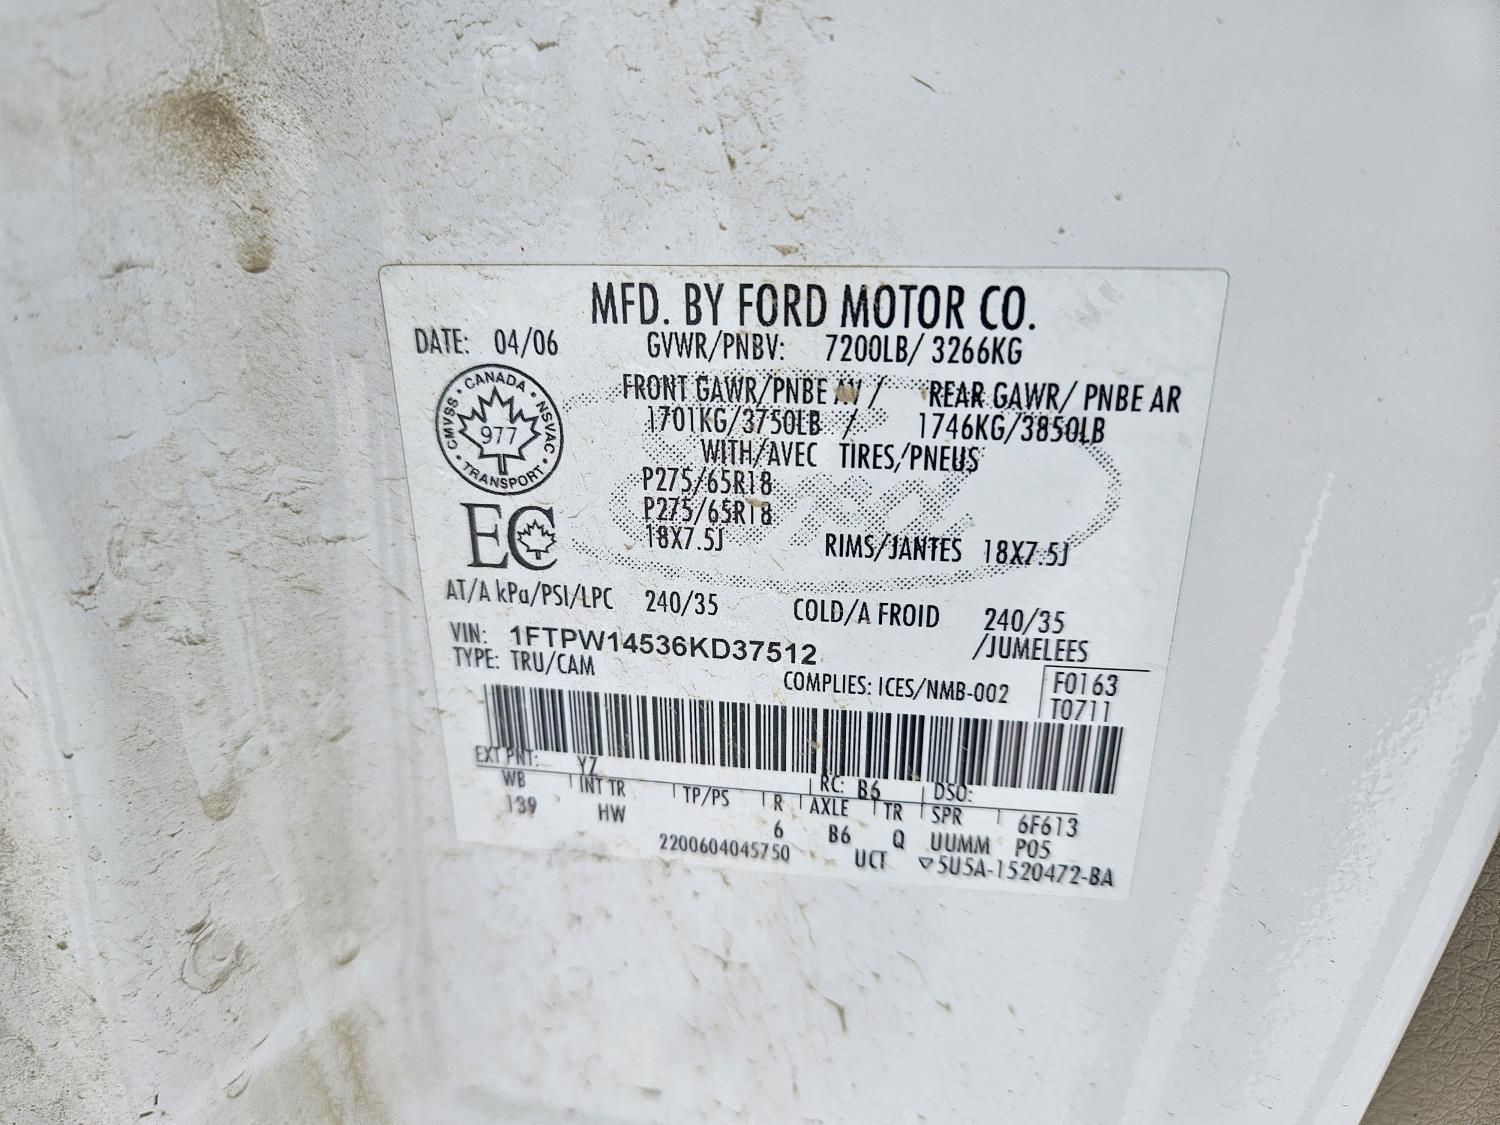 MFD. BY FORD MOTOR CO.
DATE: 04/06 GVWR/PNBV: 7200LB/ 3266KG
FRONT GAWR/PNBE AV / REAR GAWR/ PNBE AR
1701KG/3750LB / 1746KG/3850LB
WITH/AVEC TIRES/PNEUS
P275/65R18
P275/65R18
18X7.5J RIMS/JANTES 18X7.5J
CANADA · NSVAC · TRANSPORT · CMVSS ·
977
EC
AT/A kPa/PSI/LPC 240/35 COLD/A FROID 240/35
VIN: 1FTPW14536KD37512 /JUMELEES
TYPE: TRU/CAM COMPLIES: ICES/NMB-002 F0163
T0711
EXT PNT: YZ RC: B6 DSO:
WB INT TR TP/PS R AXLE TR SPR 6F613
139 HW 6 B6 Q UUMM P05
2200604045750 UCT ▽5U5A-1520472-BA